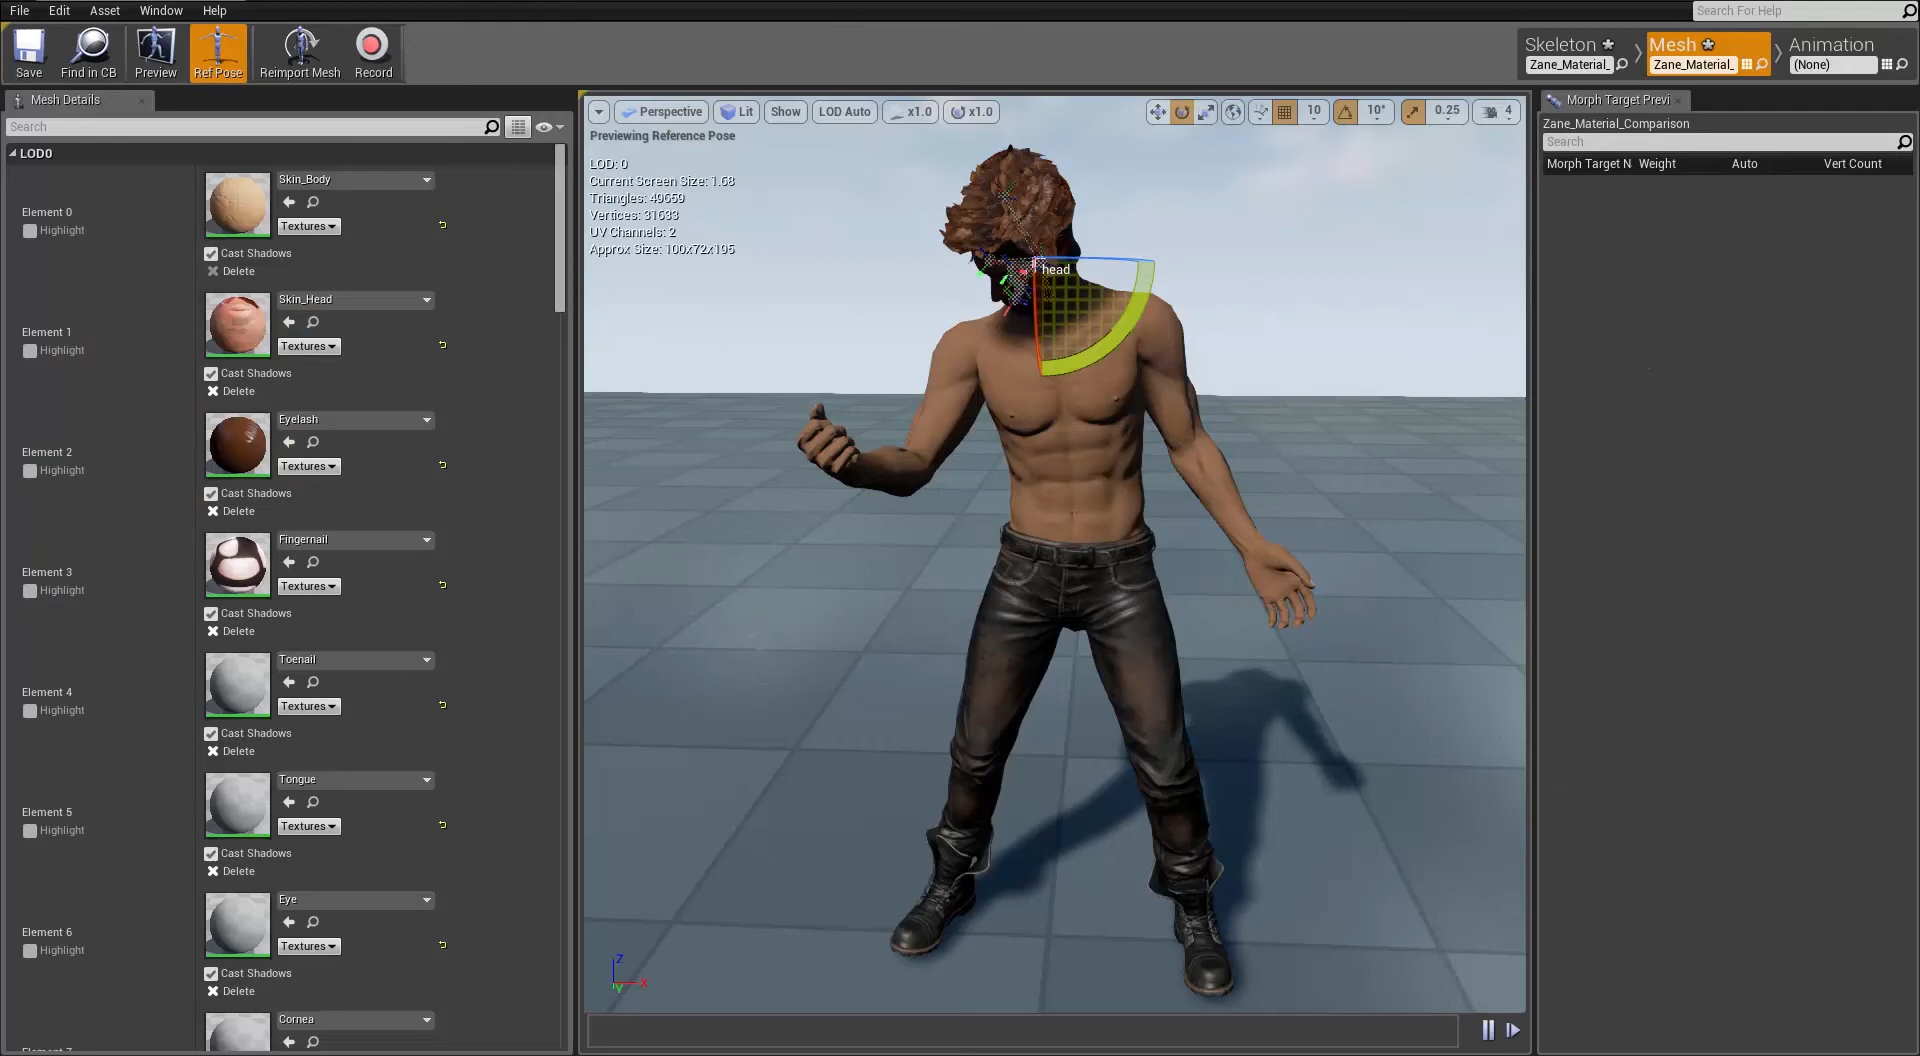 File Edit Asset Window Help
Search For Help
Save Find in CB Preview Ref Pose Reimport Mesh Record
Skeleton Mesh Animation
Zane_Material_ Zane_Material_ (None)
Mesh Details
Search
LOD0
Element 0
Highlight
Skin_Body
Textures
Cast Shadows
Delete
Element 1
Highlight
Skin_Head
Textures
Cast Shadows
Delete
Element 2
Highlight
Eyelash
Textures
Cast Shadows
Delete
Element 3
Highlight
Fingernail
Textures
Cast Shadows
Delete
Element 4
Highlight
Toenail
Textures
Cast Shadows
Delete
Element 5
Highlight
Tongue
Textures
Cast Shadows
Delete
Element 6
Highlight
Eye
Textures
Cast Shadows
Delete
Cornea
Perspective Lit Show LOD Auto x1.0 x1.0 10 10° 0.25 4
Previewing Reference Pose
LOD: 0
Current Screen Size: 1.68
Triangles: 49659
Vertices: 31633
UV Channels: 2
Approx Size: 100x72x195
head
Z
X
Y
Morph Target Previ
Zane_Material_Comparison
Search
Morph Target N Weight Auto Vert Count